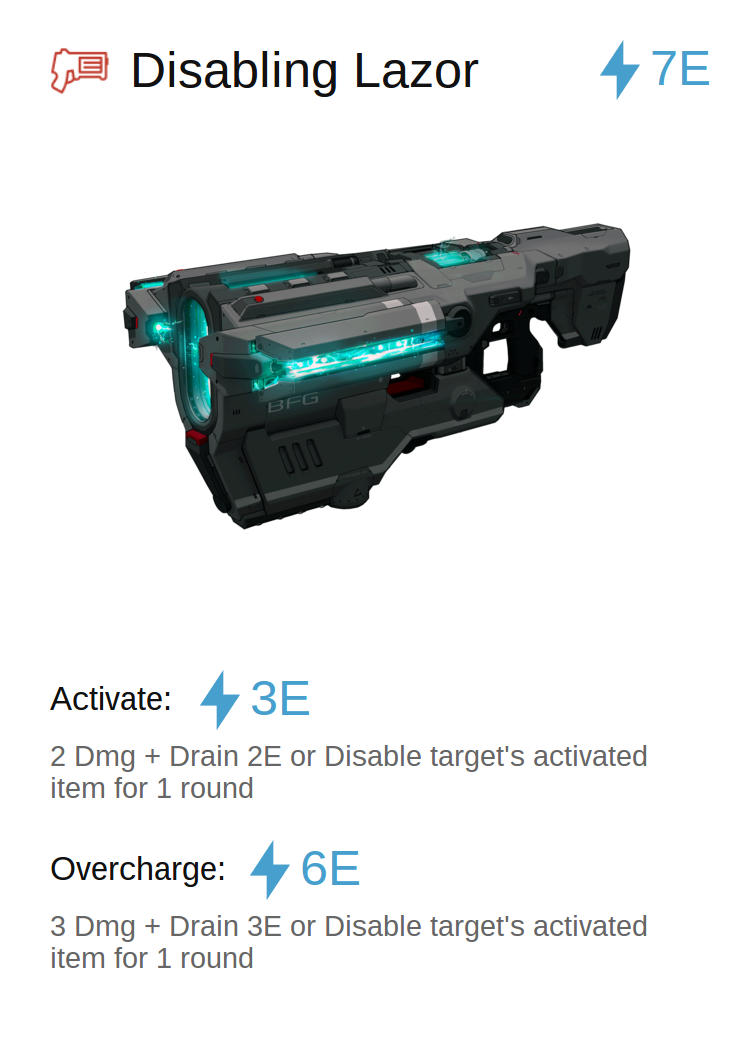 Disabling Lazor 7E
BFG
Activate: 3E
2 Dmg + Drain 2E or Disable target's activated
item for 1 round
Overcharge: 6E
3 Dmg + Drain 3E or Disable target's activated
item for 1 round